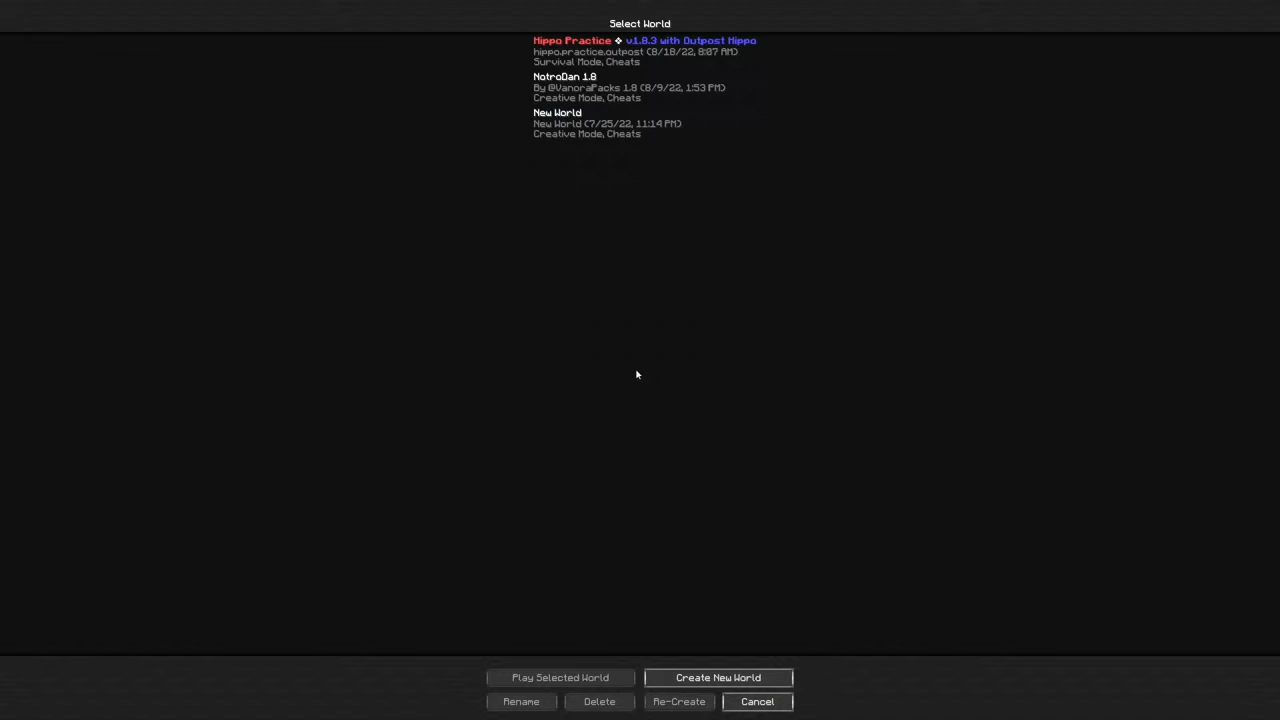 Select World
Hippo Practice ❖ v1.8.3 with Outpost Hippo
hippo.practice.outpost (8/18/22, 8:07 AM)
Survival Mode, Cheats
NotroDan 1.8
By @VanoraPacks 1.8 (8/9/22, 1:53 PM)
Creative Mode, Cheats
New World
New World (7/25/22, 11:14 PM)
Creative Mode, Cheats
Play Selected World
Create New World
Rename
Delete
Re-Create
Cancel